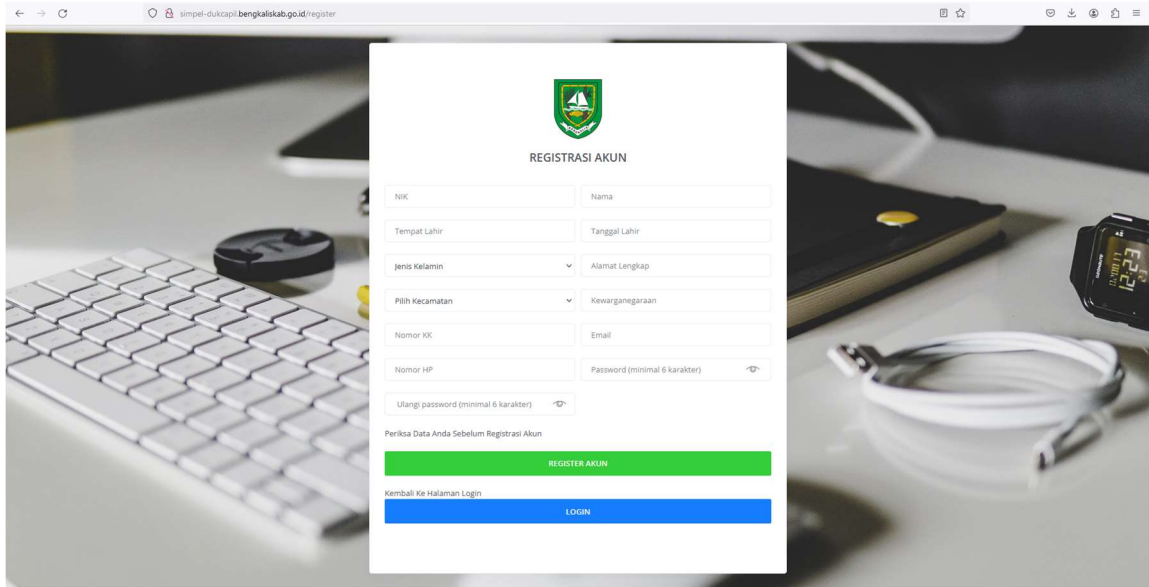 simpel-dukcapil.bengkaliskab.go.id/register
REGISTRASI AKUN
NIK
Nama
Tempat Lahir
Tanggal Lahir
Jenis Kelamin
Alamat Lengkap
Pilih Kecamatan
Kewarganegaraan
Nomor KK
Email
Nomor HP
Password (minimal 6 karakter)
Ulangi password (minimal 6 karakter)
Periksa Data Anda Sebelum Registrasi Akun
REGISTER AKUN
Kembali Ke Halaman Login
LOGIN
12:23